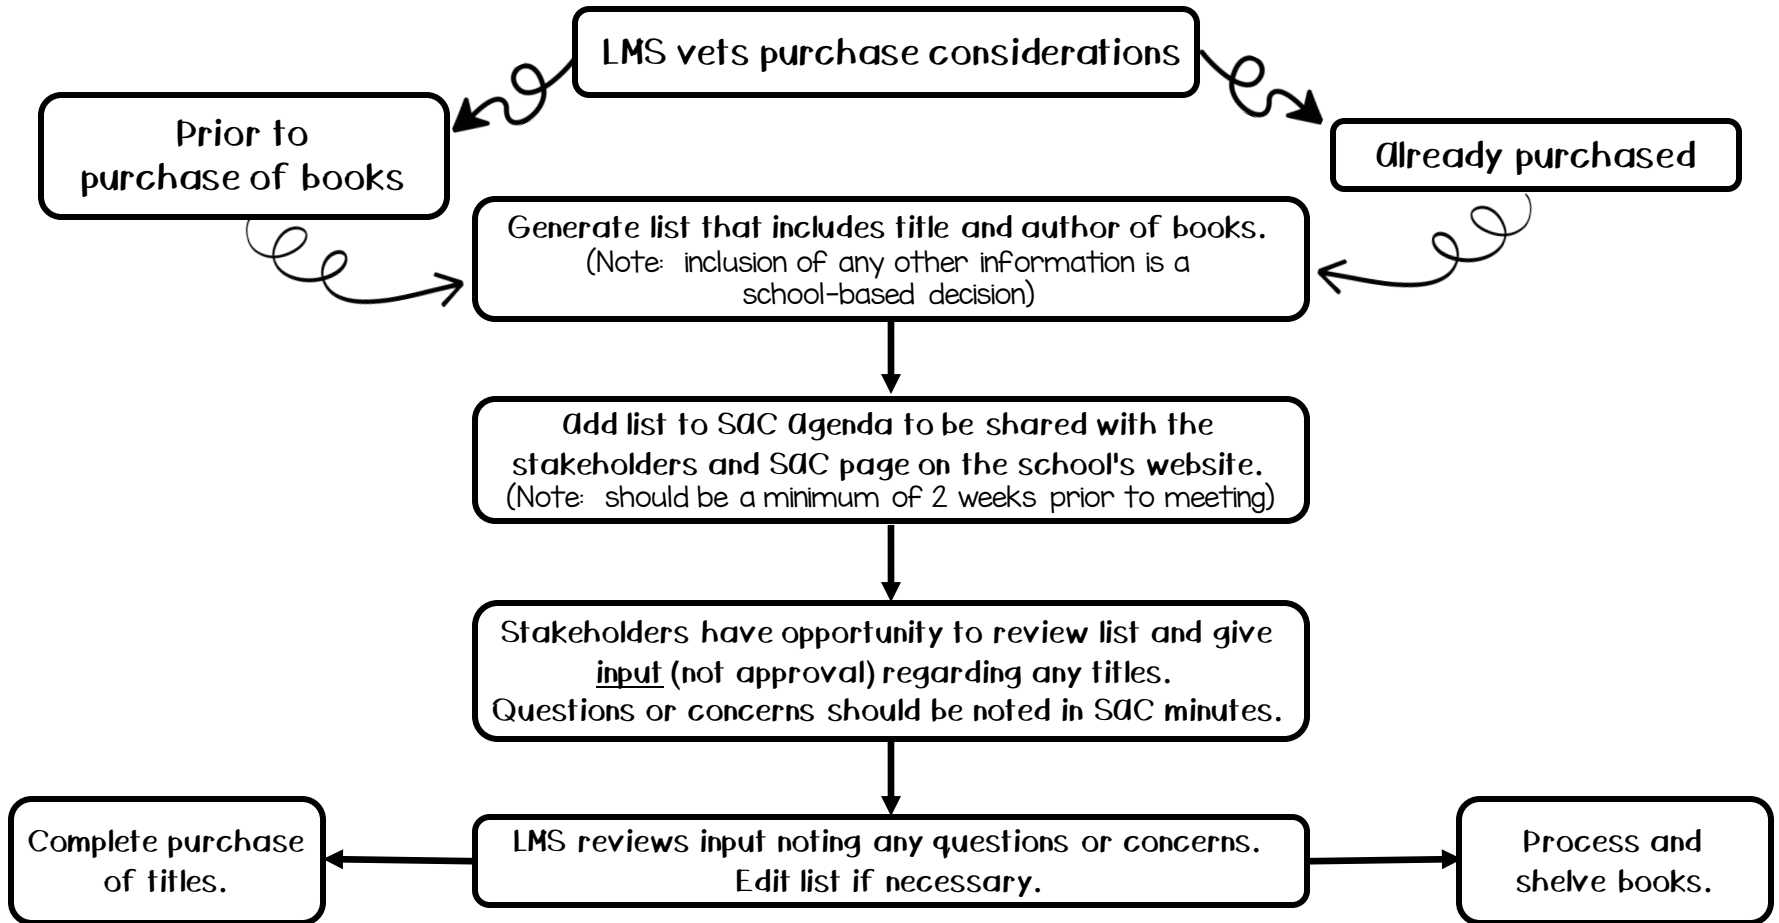 LMS vets purchase considerations
Prior to
purchase of books
Already purchased
Generate list that includes title and author of books.
(Note: inclusion of any other information is a
school-based decision)
Add list to SAC Agenda to be shared with the
stakeholders and SAC page on the school's website.
(Note: should be a minimum of 2 weeks prior to meeting)
Stakeholders have opportunity to review list and give
input (not approval) regarding any titles.
Questions or concerns should be noted in SAC minutes.
LMS reviews input noting any questions or concerns.
Edit list if necessary.
Complete purchase
of titles.
Process and
shelve books.